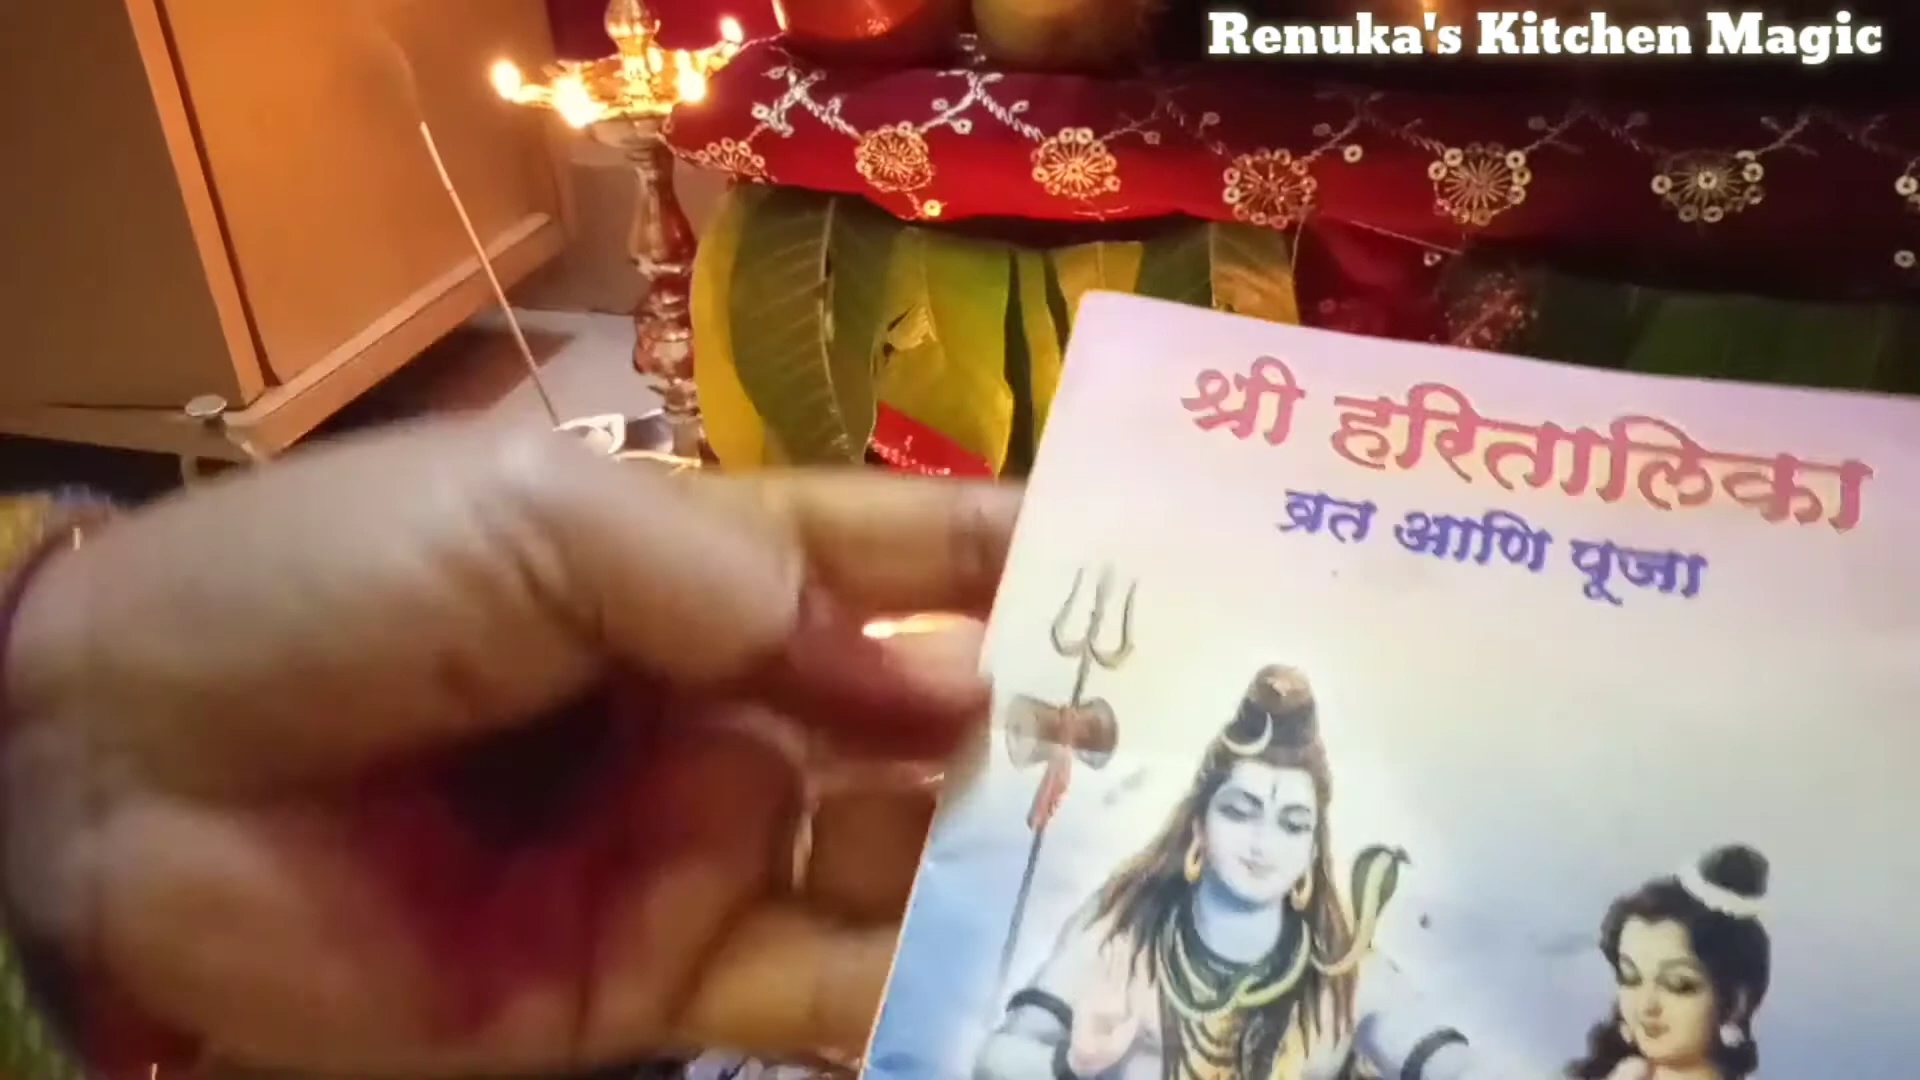 Renuka's Kitchen Magic
श्री हरितालिका
व्रत आणि पूजा